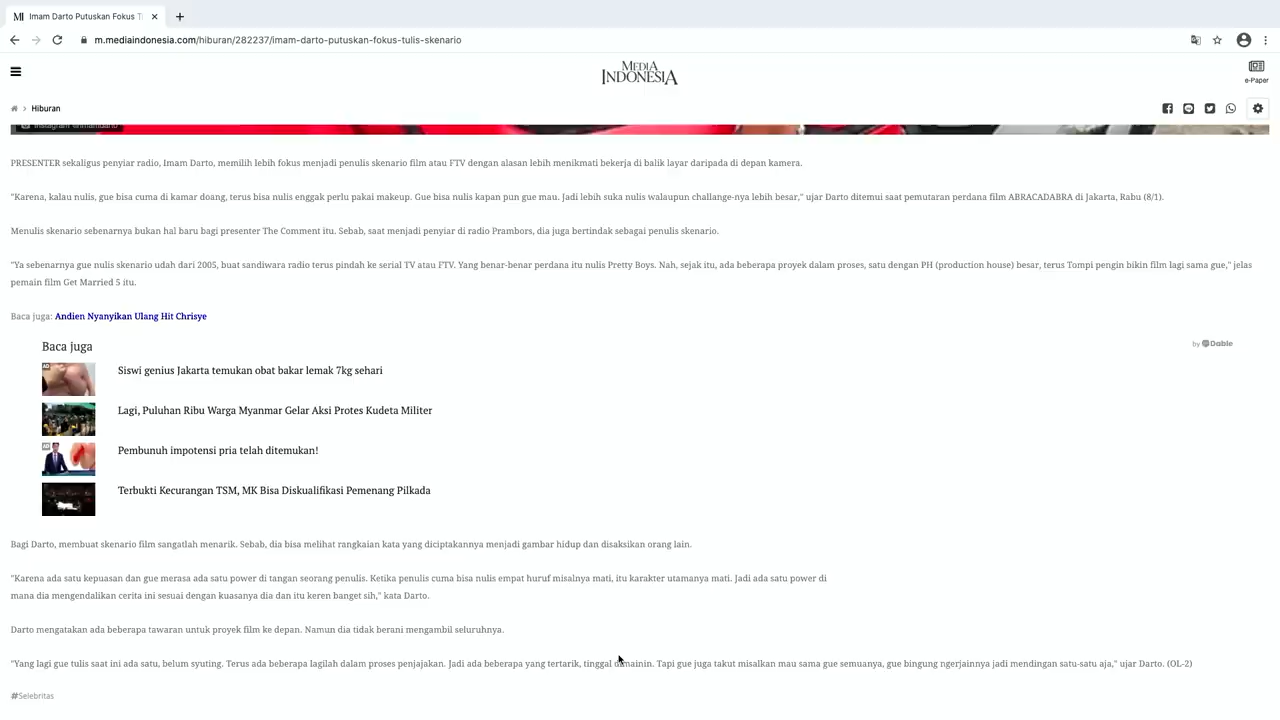 Imam Darto Putuskan Fokus T
m.mediaindonesia.com/hiburan/282237/imam-darto-putuskan-fokus-tulis-skenario
MEDIA
INDONESIA
e-Paper
Hiburan
PRESENTER sekaligus penyiar radio, Imam Darto, memilih lebih fokus menjadi penulis skenario film atau FTV dengan alasan lebih menikmati bekerja di balik layar daripada di depan kamera.
"Karena, kalau nulis, gue bisa cuma di kamar doang, terus bisa nulis enggak perlu pakai makeup. Gue bisa nulis kapan pun gue mau. Jadi lebih suka nulis walaupun challange-nya lebih besar," ujar Darto ditemui saat pemutaran perdana film ABRACADABRA di Jakarta, Rabu (8/1).
Menulis skenario sebenarnya bukan hal baru bagi presenter The Comment itu. Sebab, saat menjadi penyiar di radio Prambors, dia juga bertindak sebagai penulis skenario.
"Ya sebenarnya gue nulis skenario udah dari 2005, buat sandiwara radio terus pindah ke serial TV atau FTV. Yang benar-benar perdana itu nulis Pretty Boys. Nah, sejak itu, ada beberapa proyek dalam proses, satu dengan PH (production house) besar, terus Tompi pengin bikin film lagi sama gue," jelas
pemain film Get Married 5 itu.
Baca juga: Andien Nyanyikan Ulang Hit Chrisye
Baca juga
by Dable
AD
Siswi genius Jakarta temukan obat bakar lemak 7kg sehari
Lagi, Puluhan Ribu Warga Myanmar Gelar Aksi Protes Kudeta Militer
AD
Pembunuh impotensi pria telah ditemukan!
Terbukti Kecurangan TSM, MK Bisa Diskualifikasi Pemenang Pilkada
Bagi Darto, membuat skenario film sangatlah menarik. Sebab, dia bisa melihat rangkaian kata yang diciptakannya menjadi gambar hidup dan disaksikan orang lain.
"Karena ada satu kepuasan dan gue merasa ada satu power di tangan seorang penulis. Ketika penulis cuma bisa nulis empat huruf misalnya mati, itu karakter utamanya mati. Jadi ada satu power di
mana dia mengendalikan cerita ini sesuai dengan kuasanya dia dan itu keren banget sih," kata Darto.
Darto mengatakan ada beberapa tawaran untuk proyek film ke depan. Namun dia tidak berani mengambil seluruhnya.
"Yang lagi gue tulis saat ini ada satu, belum syuting. Terus ada beberapa lagilah dalam proses penjajakan. Jadi ada beberapa yang tertarik, tinggal dimainin. Tapi gue juga takut misalkan mau sama gue semuanya, gue bingung ngerjainnya jadi mendingan satu-satu aja," ujar Darto. (OL-2)
#Selebritas